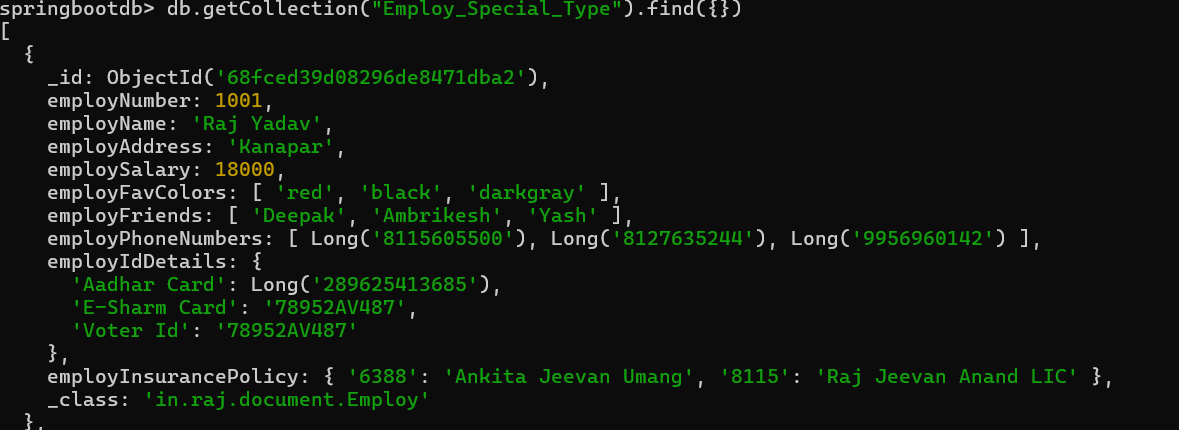 springbootdb> db.getCollection("Employ_Special_Type").find({})
[
  {
    _id: ObjectId('68fced39d08296de8471dba2'),
    employNumber: 1001,
    employName: 'Raj Yadav',
    employAddress: 'Kanapar',
    employSalary: 18000,
    employFavColors: [ 'red', 'black', 'darkgray' ],
    employFriends: [ 'Deepak', 'Ambrikesh', 'Yash' ],
    employPhoneNumbers: [ Long('8115605500'), Long('8127635244'), Long('9956960142') ],
    employIdDetails: {
      'Aadhar Card': Long('289625413685'),
      'E-Sharm Card': '78952AV487',
      'Voter Id': '78952AV487'
    },
    employInsurancePolicy: { '6388': 'Ankita Jeevan Umang', '8115': 'Raj Jeevan Anand LIC' },
    _class: 'in.raj.document.Employ'
  },